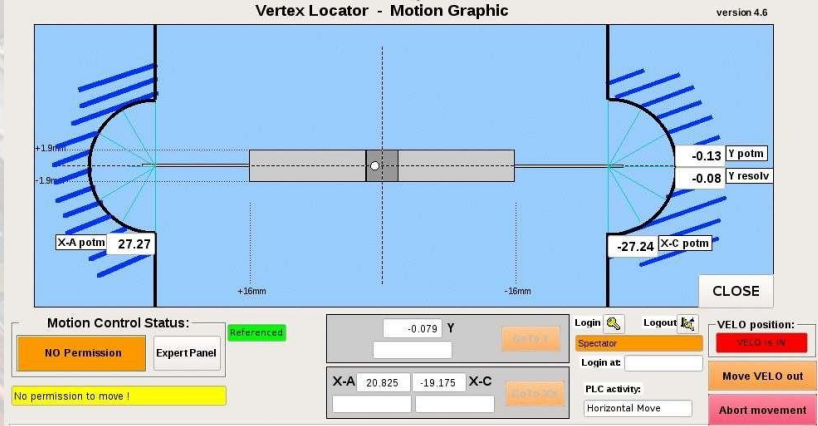 Vertex Locator - Motion Graphic
version 4.6
+1.9mm
-1.9mm
-0.13 Y potm
-0.08 Y resolv
X-A potm 27.27
-27.24 X-C potm
+16mm
-16mm
CLOSE
Motion Control Status:
NO Permission
Expert Panel
Referenced
No permission to move !
-0.079 Y
X-A 20.825 -19.175 X-C
Login
Logout
Spectator
Login at:
PLC activity:
Horizontal Move
VELO position:
VELO is IN
Move VELO out
Abort movement